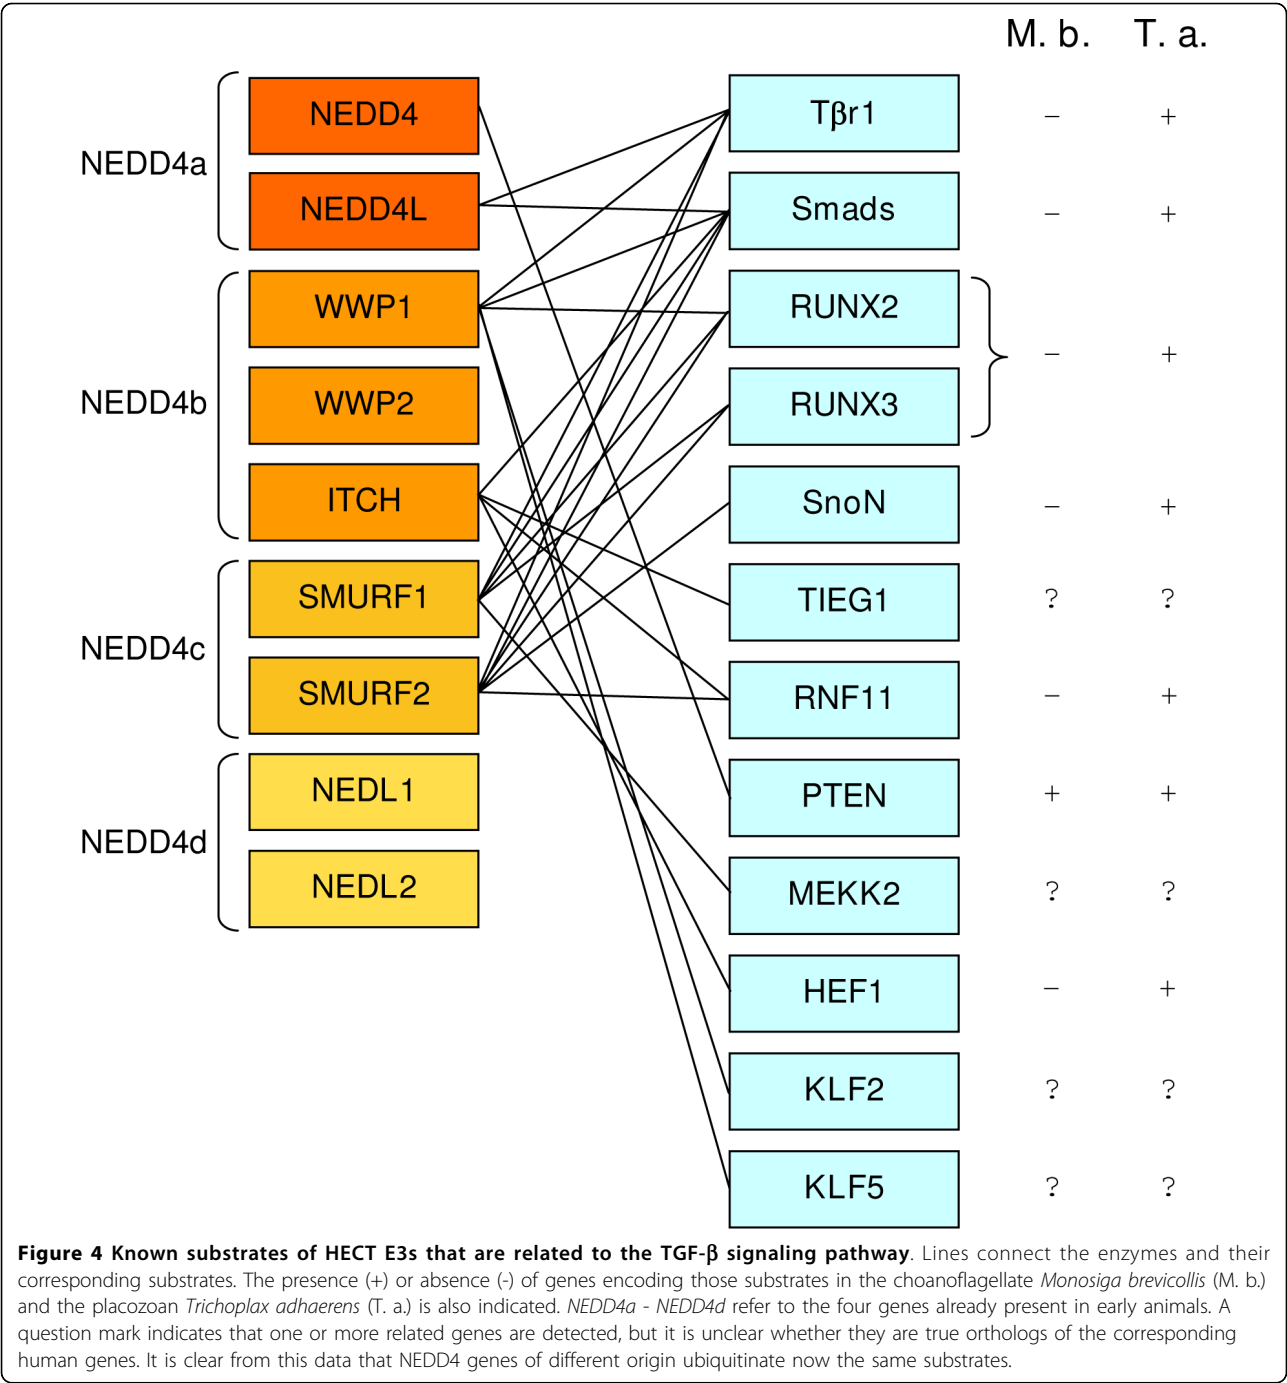 M. b. T. a.
NEDD4a
NEDD4
NEDD4L
NEDD4b
WWP1
WWP2
ITCH
NEDD4c
SMURF1
SMURF2
NEDD4d
NEDL1
NEDL2
Tβr1 − +
Smads − +
RUNX2
RUNX3
− +
SnoN − +
TIEG1 ? ?
RNF11 − +
PTEN + +
MEKK2 ? ?
HEF1 − +
KLF2 ? ?
KLF5 ? ?
Figure 4 Known substrates of HECT E3s that are related to the TGF-β signaling pathway. Lines connect the enzymes and their
corresponding substrates. The presence (+) or absence (-) of genes encoding those substrates in the choanoflagellate Monosiga brevicollis (M. b.)
and the placozoan Trichoplax adhaerens (T. a.) is also indicated. NEDD4a - NEDD4d refer to the four genes already present in early animals. A
question mark indicates that one or more related genes are detected, but it is unclear whether they are true orthologs of the corresponding
human genes. It is clear from this data that NEDD4 genes of different origin ubiquitinate now the same substrates.